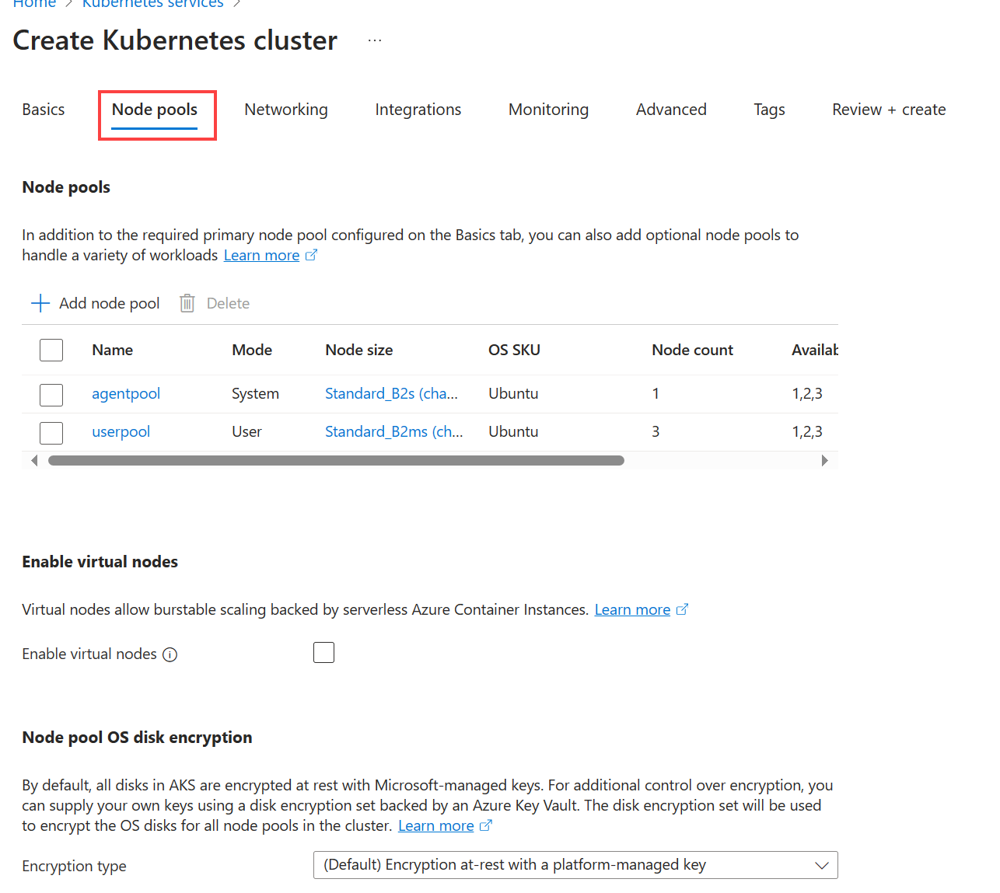 Home > Kubernetes services >
Create Kubernetes cluster ...
Basics Node pools Networking Integrations Monitoring Advanced Tags Review + create
Node pools
In addition to the required primary node pool configured on the Basics tab, you can also add optional node pools to
handle a variety of workloads Learn more
Add node pool Delete
Name Mode Node size OS SKU Node count Availab
agentpool System Standard_B2s (cha... Ubuntu 1 1,2,3
userpool User Standard_B2ms (ch... Ubuntu 3 1,2,3
Enable virtual nodes
Virtual nodes allow burstable scaling backed by serverless Azure Container Instances. Learn more
Enable virtual nodes
Node pool OS disk encryption
By default, all disks in AKS are encrypted at rest with Microsoft-managed keys. For additional control over encryption, you
can supply your own keys using a disk encryption set backed by an Azure Key Vault. The disk encryption set will be used
to encrypt the OS disks for all node pools in the cluster. Learn more
Encryption type (Default) Encryption at-rest with a platform-managed key